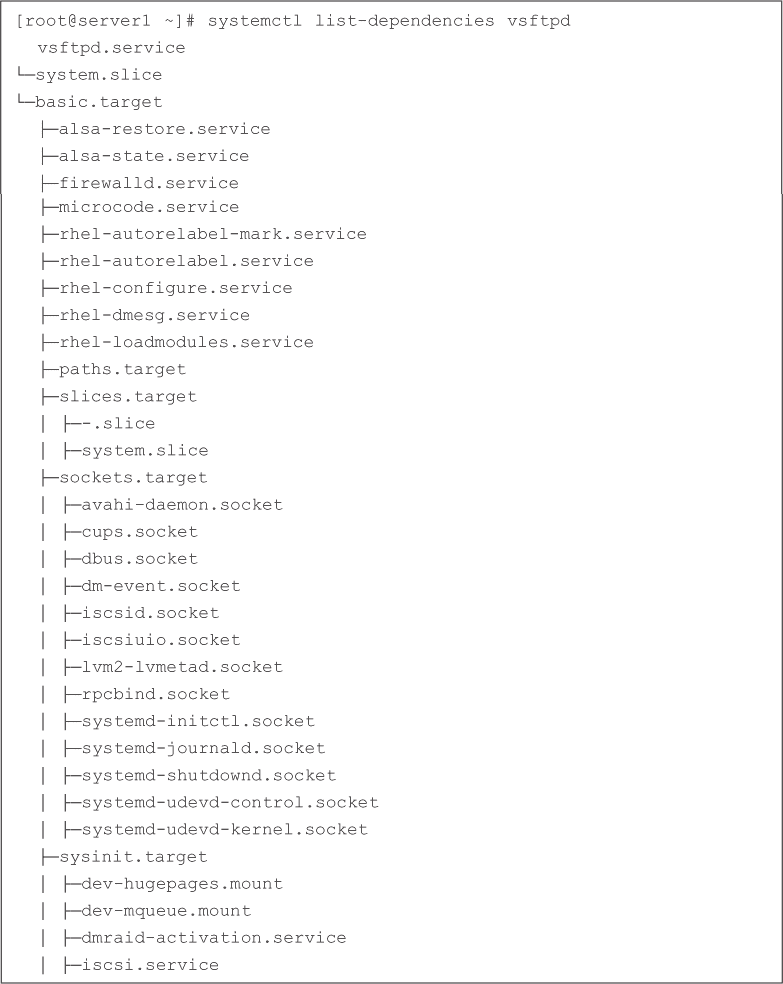 [root@server1 ~]# systemctl list-dependencies vsftpd
  vsftpd.service
└─system.slice
└─basic.target
  ├─alsa-restore.service
  ├─alsa-state.service
  ├─firewalld.service
  ├─microcode.service
  ├─rhel-autorelabel-mark.service
  ├─rhel-autorelabel.service
  ├─rhel-configure.service
  ├─rhel-dmesg.service
  ├─rhel-loadmodules.service
  ├─paths.target
  ├─slices.target
  │ ├─-.slice
  │ ├─system.slice
  ├─sockets.target
  │ ├─avahi-daemon.socket
  │ ├─cups.socket
  │ ├─dbus.socket
  │ ├─dm-event.socket
  │ ├─iscsid.socket
  │ ├─iscsiuio.socket
  │ ├─lvm2-lvmetad.socket
  │ ├─rpcbind.socket
  │ ├─systemd-initctl.socket
  │ ├─systemd-journald.socket
  │ ├─systemd-shutdownd.socket
  │ ├─systemd-udevd-control.socket
  │ ├─systemd-udevd-kernel.socket
  ├─sysinit.target
  │ ├─dev-hugepages.mount
  │ ├─dev-mqueue.mount
  │ ├─dmraid-activation.service
  │ ├─iscsi.service